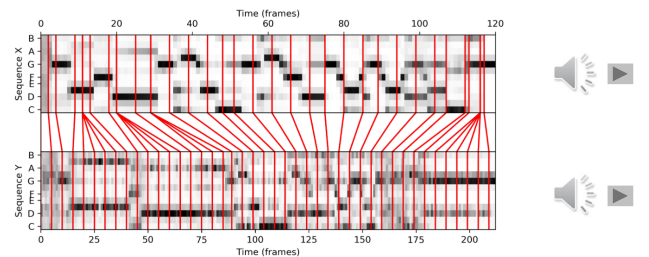 Time (frames)
0 20 40 60 80 100 120
Sequence X
B
A
G
F
E
D
C
Sequence Y
B
A
G
F
E
D
C
0 25 50 75 100 125 150 175 200
Time (frames)